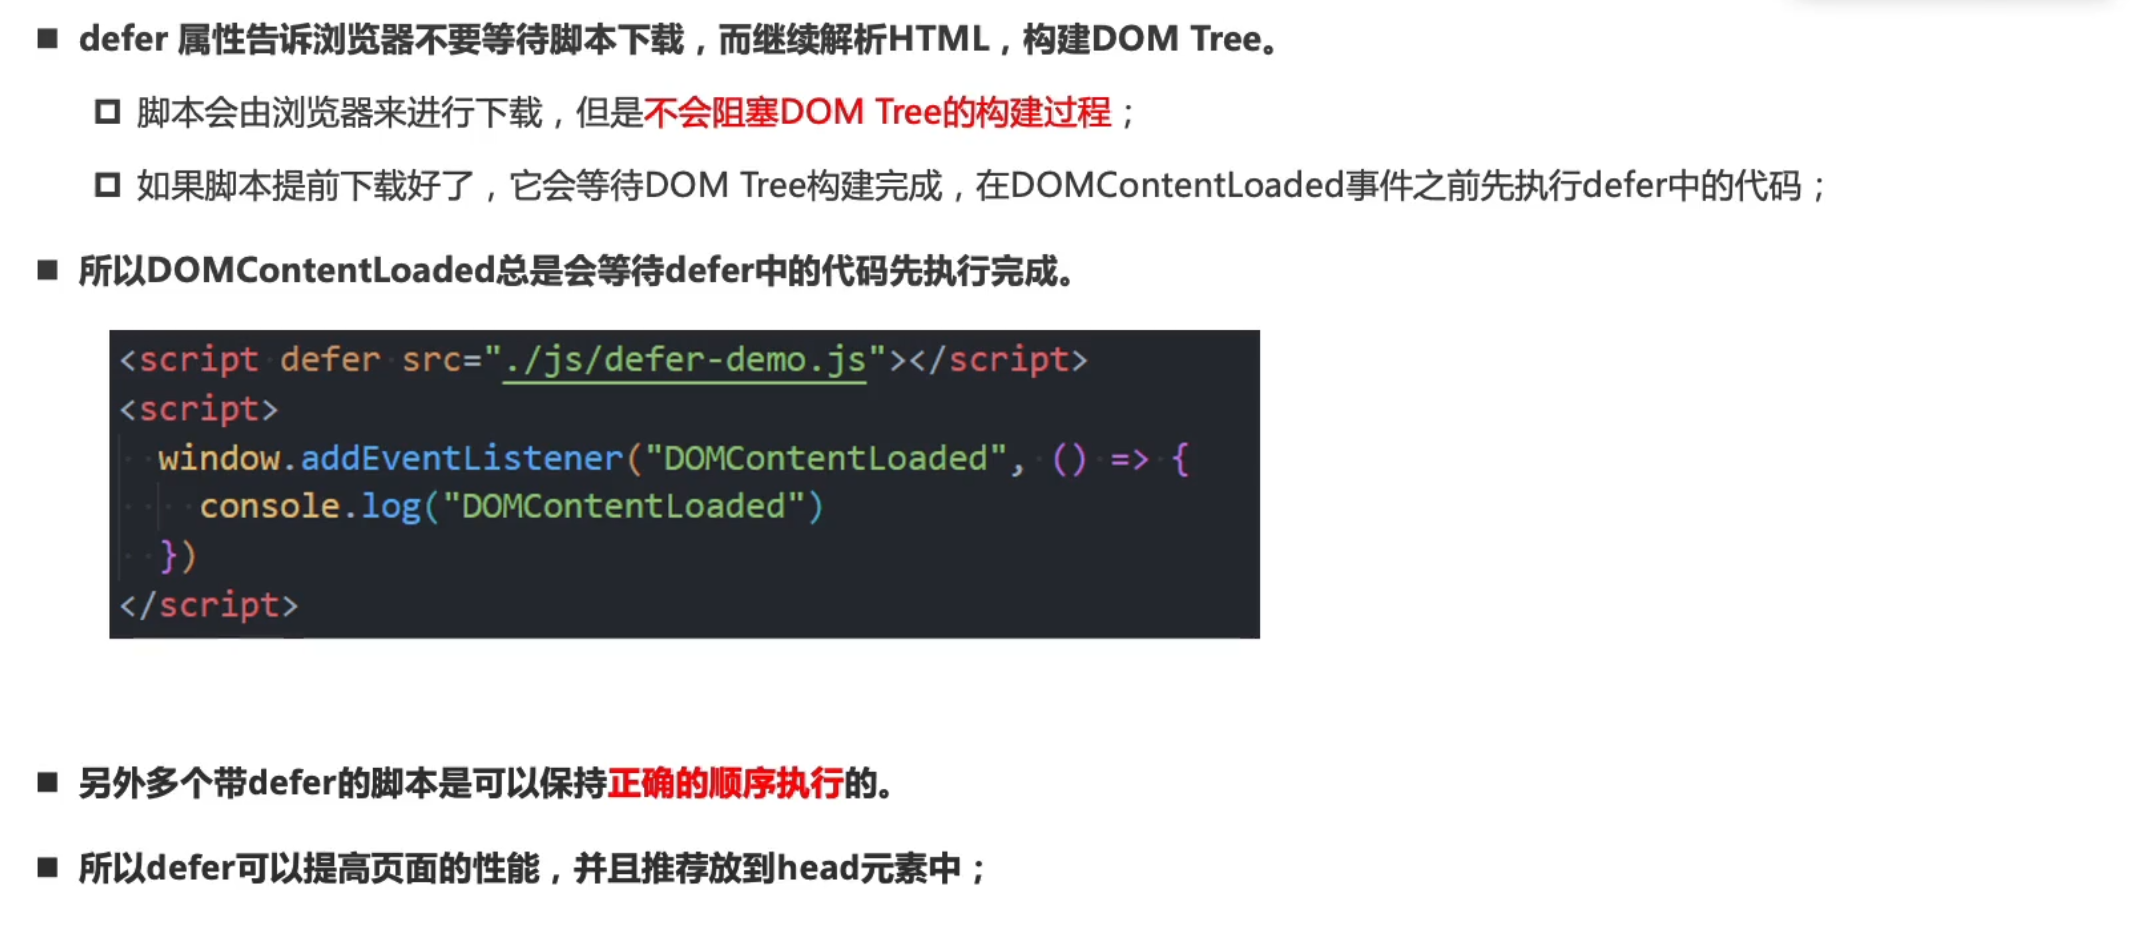 ■ defer 属性告诉浏览器不要等待脚本下载，而继续解析HTML，构建DOM Tree。
□ 脚本会由浏览器来进行下载，但是不会阻塞DOM Tree的构建过程；
□ 如果脚本提前下载好了，它会等待DOM Tree构建完成，在DOMContentLoaded事件之前先执行defer中的代码；
■ 所以DOMContentLoaded总是会等待defer中的代码先执行完成。
<script defer src="./js/defer-demo.js"></script>
<script>
  window.addEventListener("DOMContentLoaded", () => {
    console.log("DOMContentLoaded")
  })
</script>
■ 另外多个带defer的脚本是可以保持正确的顺序执行的。
■ 所以defer可以提高页面的性能，并且推荐放到head元素中；